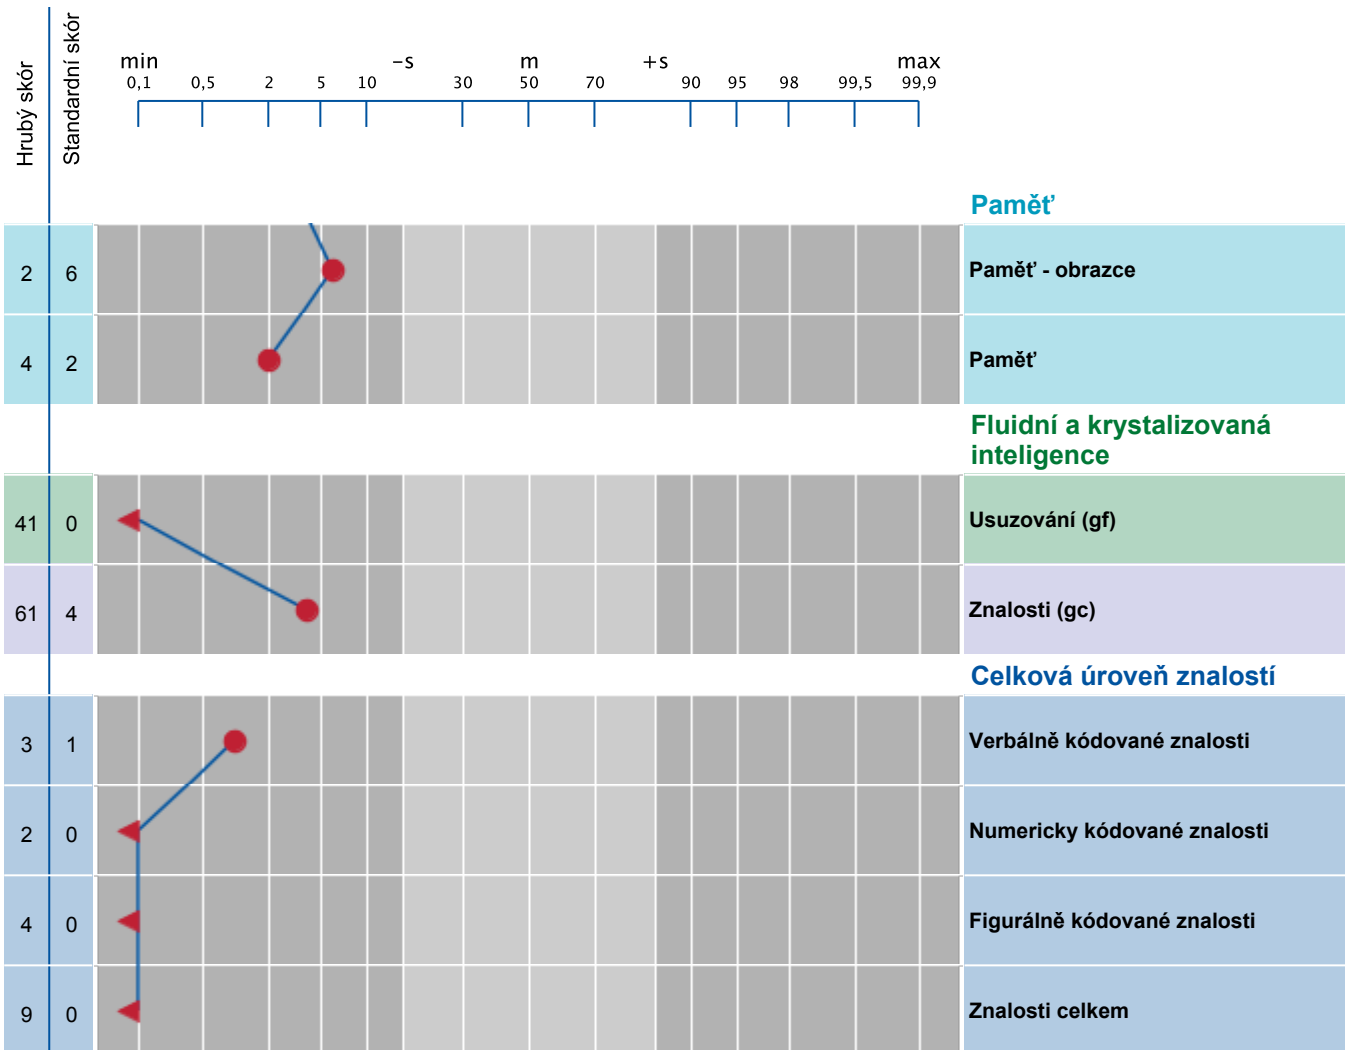 Hrubý skór
Standardní skór
min –s m +s max
0,1 0,5 2 5 10 30 50 70 90 95 98 99,5 99,9
Paměť
2 6 Paměť - obrazce
4 2 Paměť
Fluidní a krystalizovaná
inteligence
41 0 Usuzování (gf)
61 4 Znalosti (gc)
Celková úroveň znalostí
3 1 Verbálně kódované znalosti
2 0 Numericky kódované znalosti
4 0 Figurálně kódované znalosti
9 0 Znalosti celkem